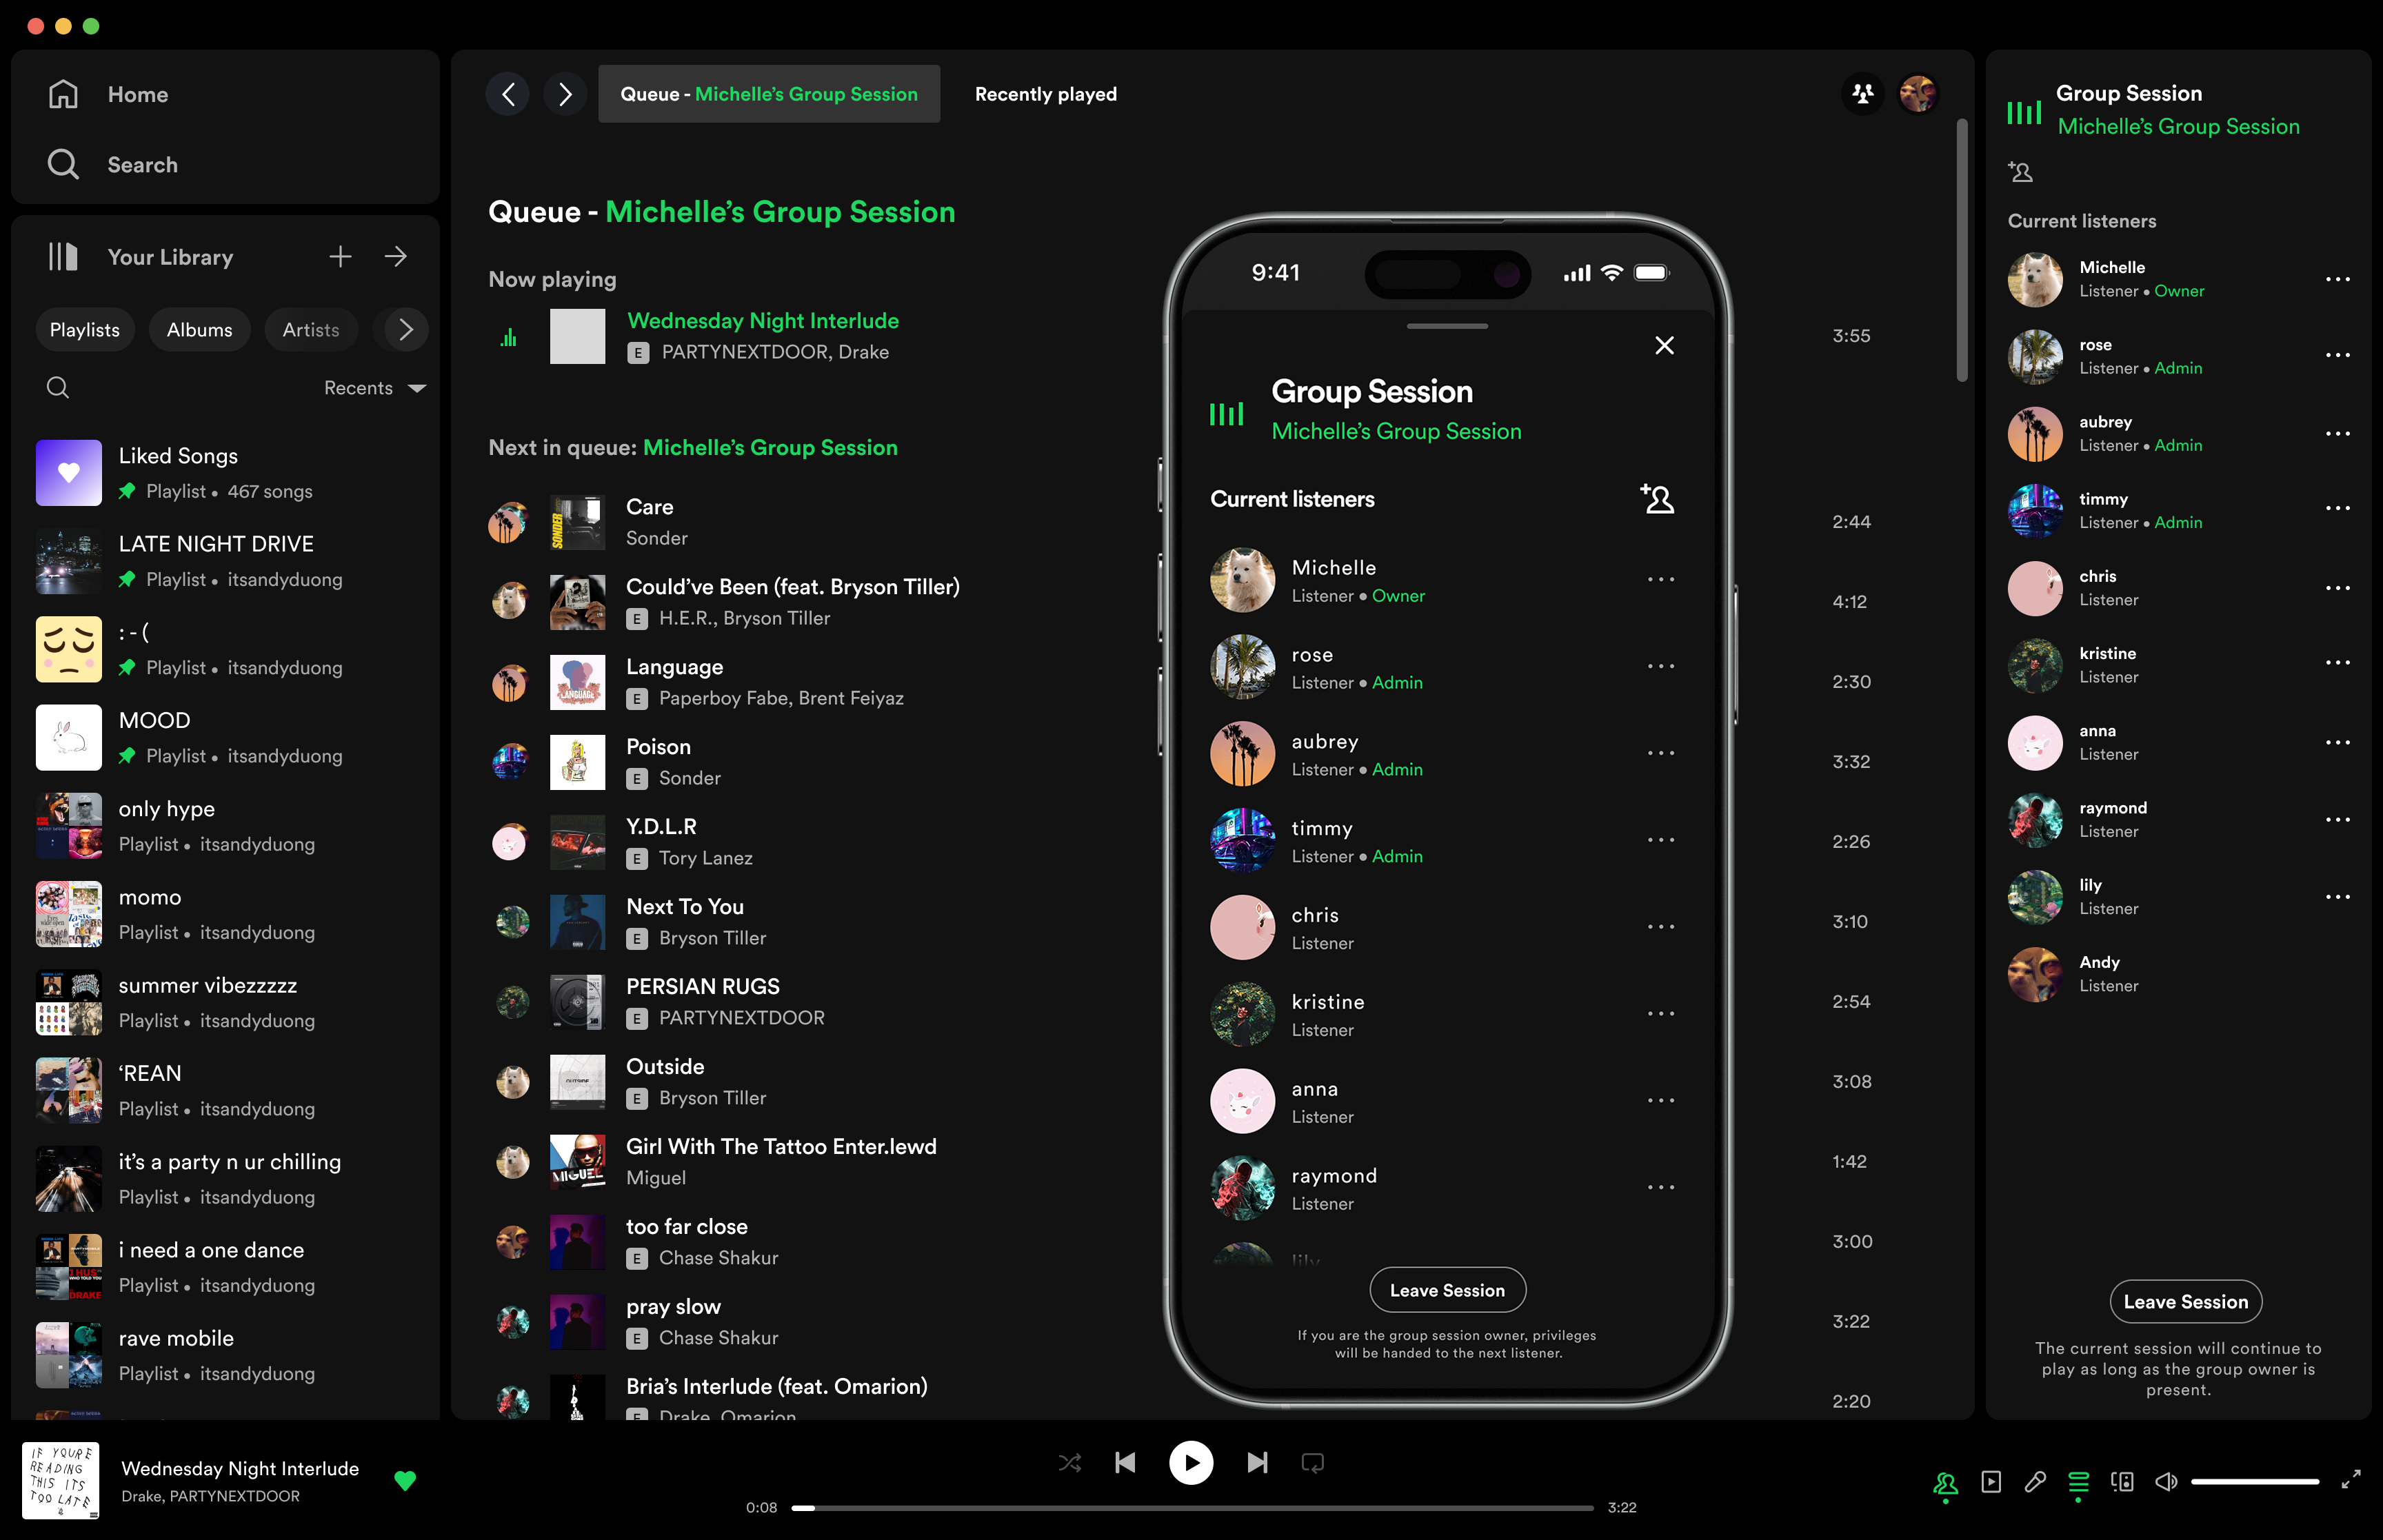 Home
Search
Your Library
Playlists
Albums
Artists
Recents
Liked Songs
Playlist • 467 songs
LATE NIGHT DRIVE
Playlist • itsandyduong
: - (
Playlist • itsandyduong
MOOD
Playlist • itsandyduong
only hype
Playlist • itsandyduong
momo
Playlist • itsandyduong
summer vibezzzzz
Playlist • itsandyduong
‘REAN
Playlist • itsandyduong
it’s a party n ur chilling
Playlist • itsandyduong
i need a one dance
Playlist • itsandyduong
rave mobile
Playlist • itsandyduong
Queue - Michelle’s Group Session
Recently played
Queue - Michelle’s Group Session
Now playing
Wednesday Night Interlude
E PARTYNEXTDOOR, Drake
3:55
Next in queue: Michelle’s Group Session
SONDER
Care
Sonder
2:44
Could’ve Been (feat. Bryson Tiller)
E H.E.R., Bryson Tiller
4:12
LANGUAGE
Language
E Paperboy Fabe, Brent Feiyaz
2:30
Poison
E Sonder
3:32
Y.D.L.R
E Tory Lanez
2:26
Next To You
E Bryson Tiller
3:10
PERSIAN RUGS
E PARTYNEXTDOOR
2:54
OUTSIDE
Outside
E Bryson Tiller
3:08
MIGUEL
Girl With The Tattoo Enter.lewd
Miguel
1:42
too far close
E Chase Shakur
3:00
pray slow
E Chase Shakur
3:22
Bria’s Interlude (feat. Omarion)
E Drake, Omarion
2:20
9:41
Group Session
Michelle’s Group Session
Current listeners
Michelle
Listener • Owner
rose
Listener • Admin
aubrey
Listener • Admin
timmy
Listener • Admin
chris
Listener
kristine
Listener
anna
Listener
raymond
Listener
lily
Leave Session
If you are the group session owner, privileges
will be handed to the next listener.
Group Session
Michelle’s Group Session
Current listeners
Michelle
Listener • Owner
rose
Listener • Admin
aubrey
Listener • Admin
timmy
Listener • Admin
chris
Listener
kristine
Listener
anna
Listener
raymond
Listener
lily
Listener
Andy
Listener
Leave Session
The current session will continue to
play as long as the group owner is
present.
IF YOURE
READING
THIS ITS
TOO LATE
Wednesday Night Interlude
Drake, PARTYNEXTDOOR
0:08
3:22